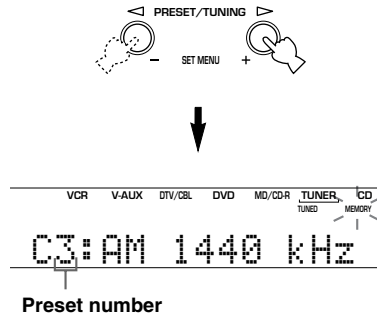 ◁ PRESET/TUNING ▷
– SET MENU +
VCR V-AUX DTV/CBL DVD MD/CD-R TUNER CD
TUNED MEMORY
C3:AM 1440 kHz
Preset number